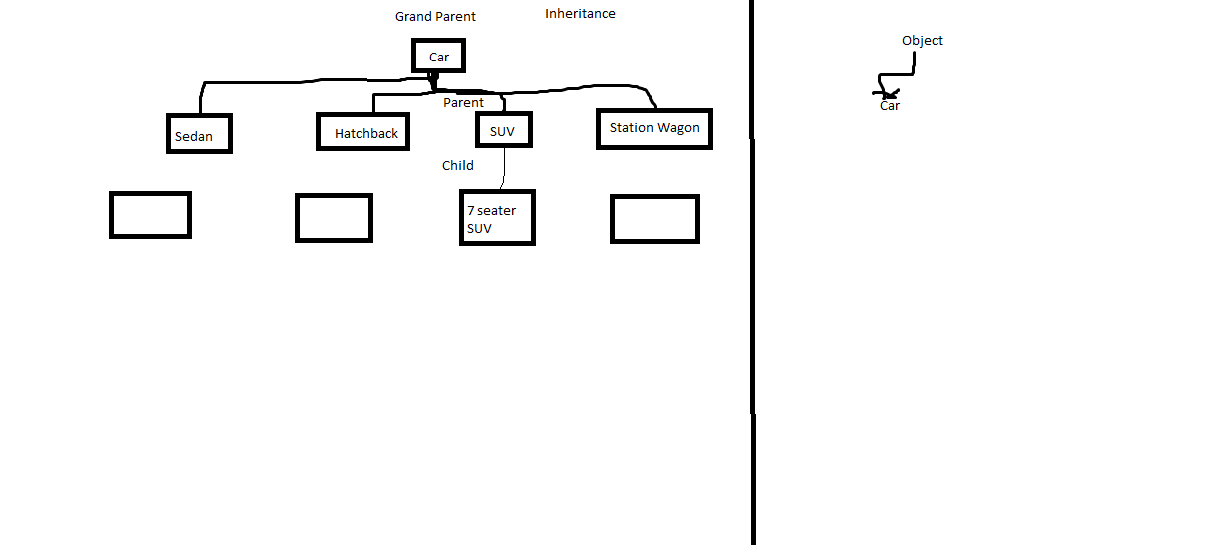 Grand Parent
Inheritance
Car
Parent
Sedan
Hatchback
SUV
Station Wagon
Child
7 seater
SUV
Object
Car